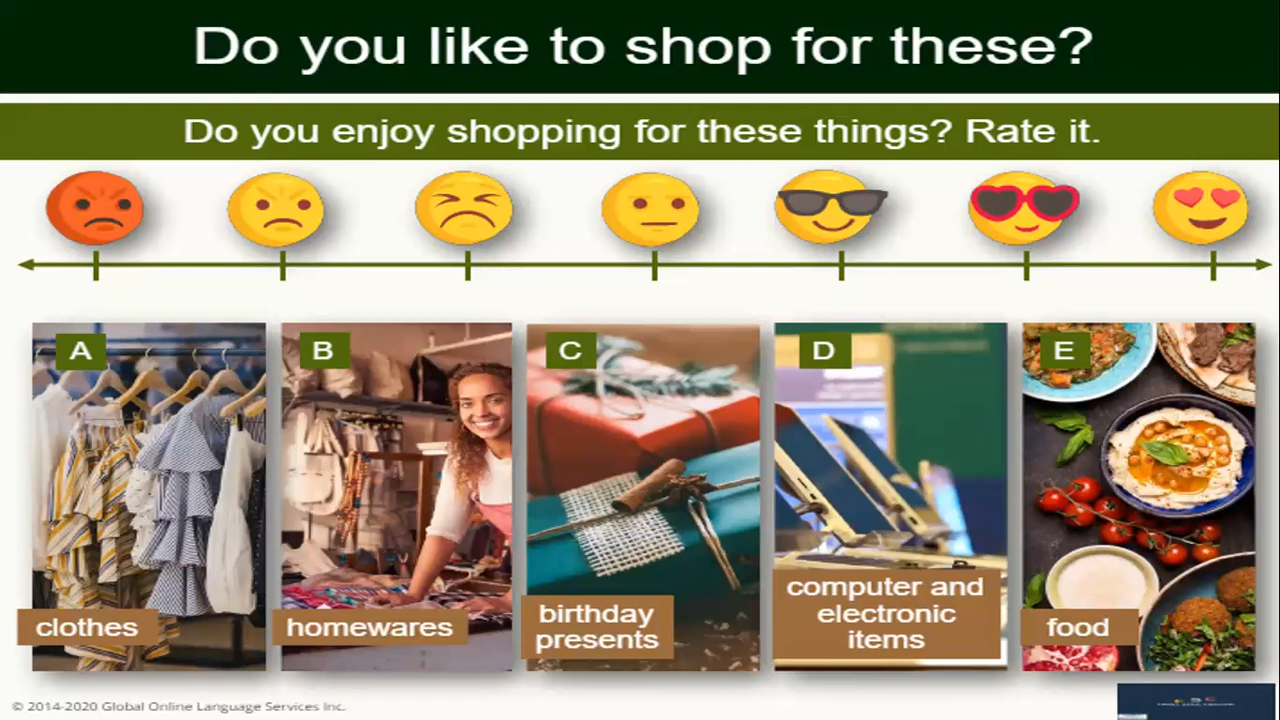 Do you like to shop for these?
Do you enjoy shopping for these things? Rate it.
A
B
C
D
E
clothes
homewares
birthday
presents
computer and
electronic
items
food
© 2014-2020 Global Online Language Services Inc.